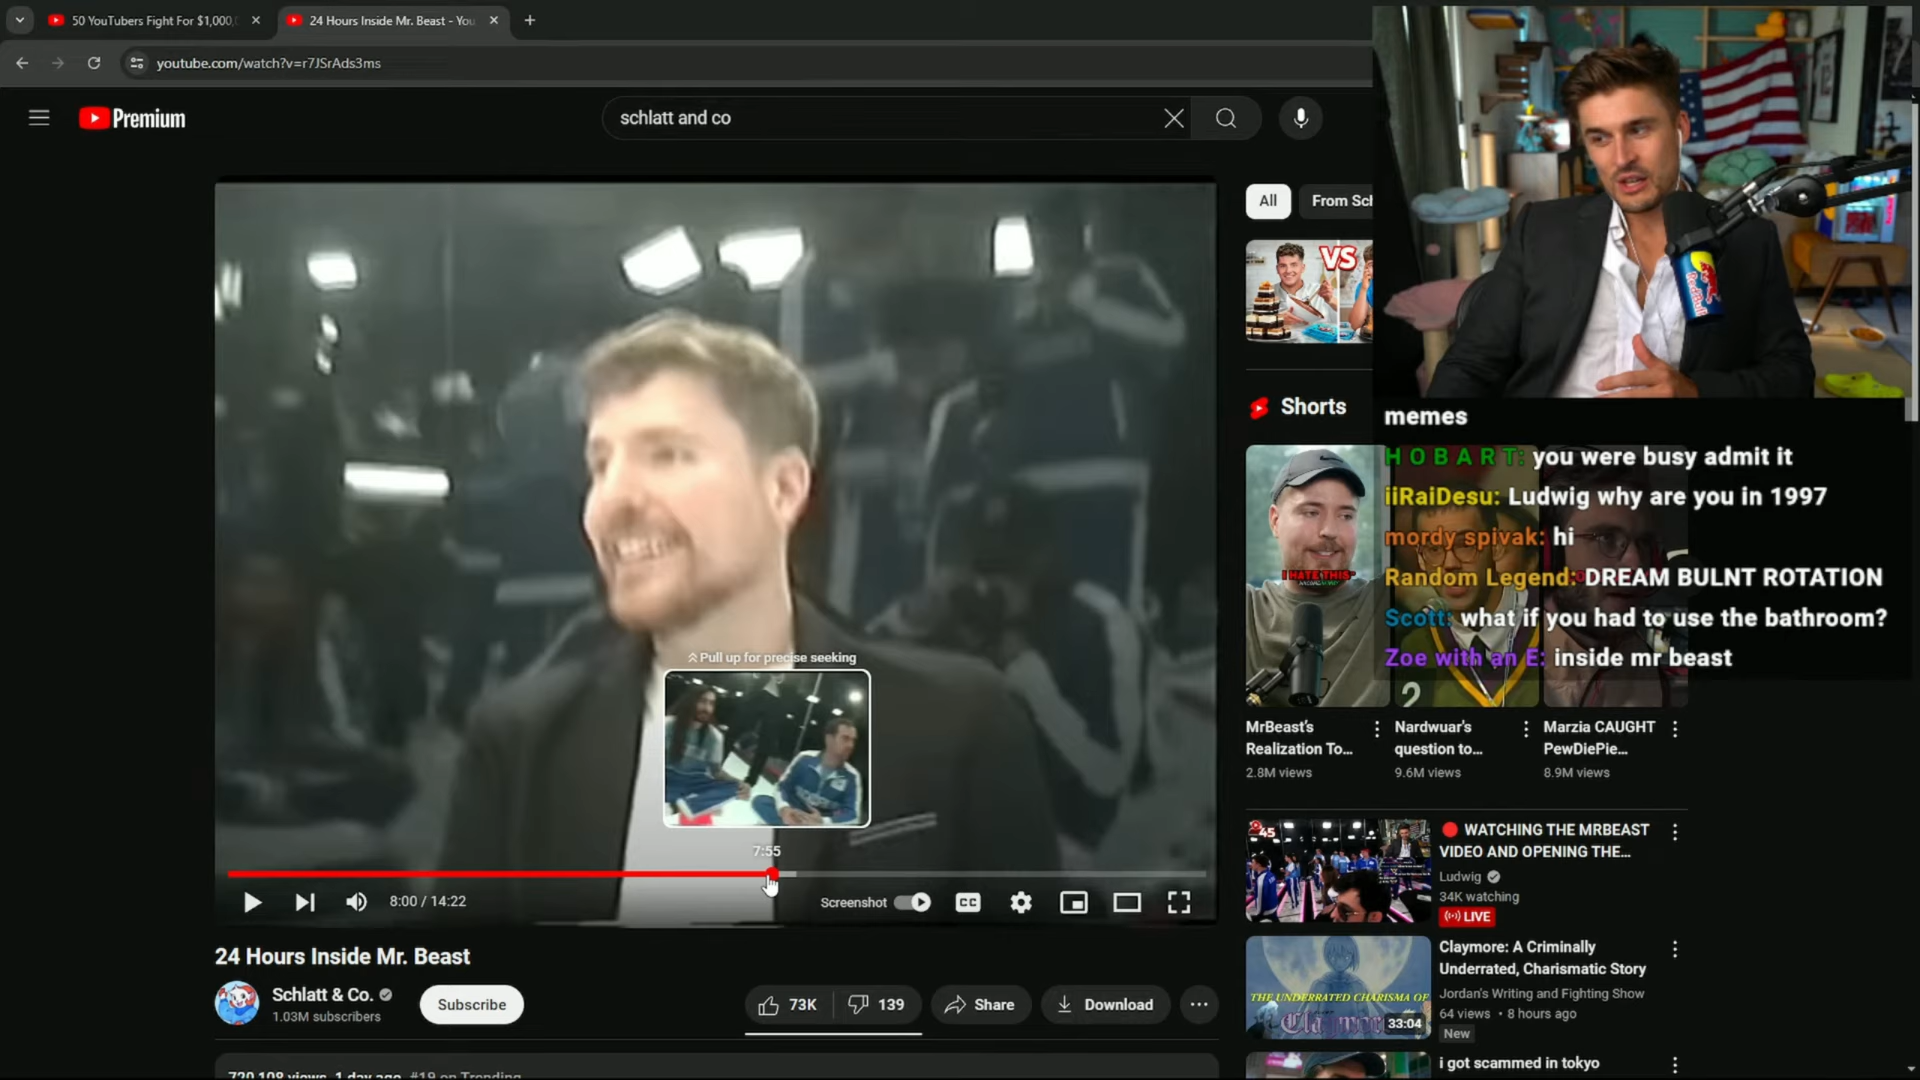 50 YouTubers Fight For $1,000,
24 Hours Inside Mr. Beast - You
youtube.com/watch?v=r7JSrAds3ms
Premium
schlatt and co
All
From Sch
VS
Red Bull
Shorts
memes
H O B A R T: you were busy admit it
iiRaiDesu: Ludwig why are you in 1997
mordy spivak: hi
Random Legend: DREAM BULNT ROTATION
Scott: what if you had to use the bathroom?
Zoe with an E: inside mr beast
I HATE THIS
2
MrBeast's
Realization To...
2.8M views
Nardwuar's
question to...
9.6M views
Marzia CAUGHT
PewDiePie...
8.9M views
Pull up for precise seeking
7:55
8:00 / 14:22
Screenshot
CC
24 Hours Inside Mr. Beast
Schlatt & Co.
1.03M subscribers
Subscribe
73K
139
Share
Download
720,108 views 1 day ago #19 on Trending
45
WATCHING THE MRBEAST
VIDEO AND OPENING THE...
Ludwig
34K watching
LIVE
THE UNDERRATED CHARISMA OF
Claymore
33:04
Claymore: A Criminally
Underrated, Charismatic Story
Jordan's Writing and Fighting Show
64 views • 8 hours ago
New
i got scammed in tokyo